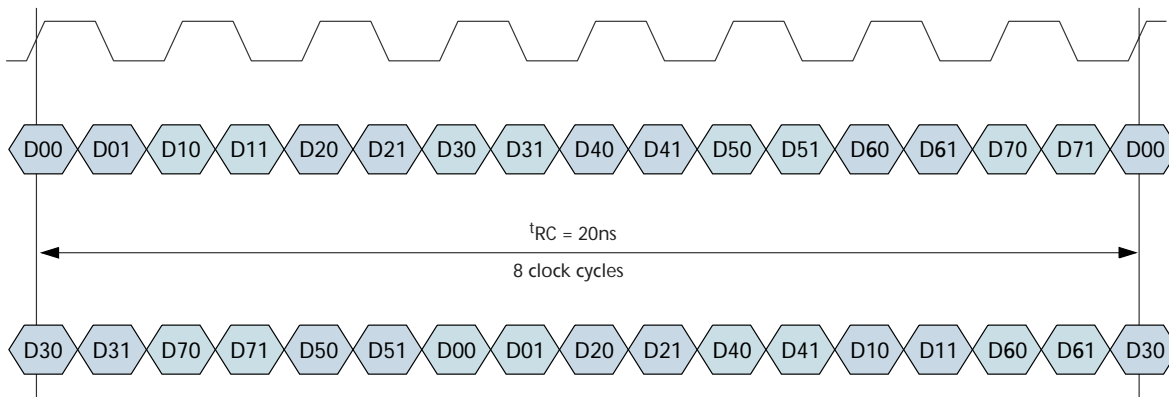 D00 D01 D10 D11 D20 D21 D30 D31 D40 D41 D50 D51 D60 D61 D70 D71 D00
tRC = 20ns
8 clock cycles
D30 D31 D70 D71 D50 D51 D00 D01 D20 D21 D40 D41 D10 D11 D60 D61 D30